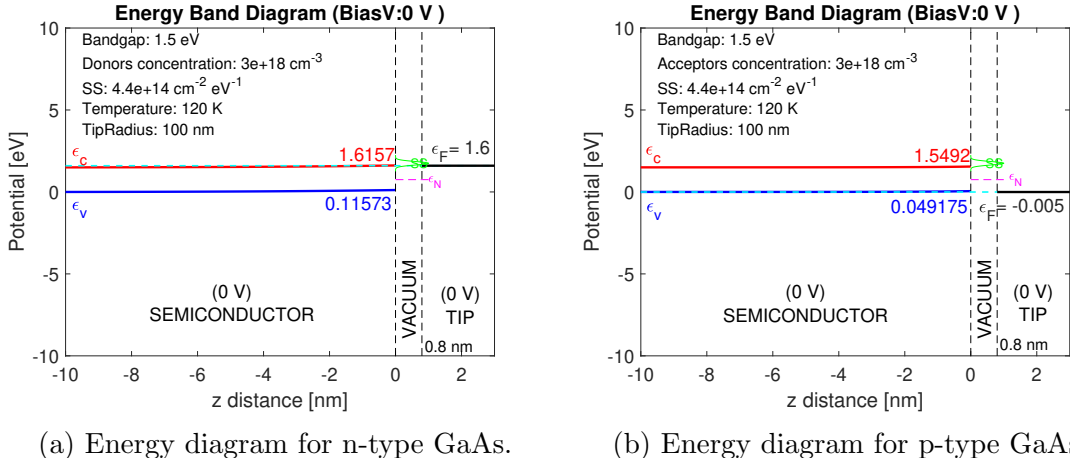 Energy Band Diagram (BiasV:0 V )
10
Bandgap: 1.5 eV
Donors concentration: 3e+18 cm-3
SS: 4.4e+14 cm-2 eV-1
Temperature: 120 K
TipRadius: 100 nm
5
0
-5
-10
Potential [eV]
ϵc
1.6157
SS
ϵF= 1.6
ϵN
ϵv
0.11573
(0 V)
SEMICONDUCTOR
VACUUM
(0 V)
TIP
0.8 nm
-10 -8 -6 -4 -2 0 2
z distance [nm]
(a) Energy diagram for n-type GaAs.
Energy Band Diagram (BiasV:0 V )
10
Bandgap: 1.5 eV
Acceptors concentration: 3e+18 cm-3
SS: 4.4e+14 cm-2 eV-1
Temperature: 120 K
TipRadius: 100 nm
5
0
-5
-10
Potential [eV]
ϵc
1.5492
SS
ϵN
ϵv
0.049175
ϵF= -0.005
(0 V)
SEMICONDUCTOR
VACUUM
(0 V)
TIP
0.8 nm
-10 -8 -6 -4 -2 0 2
z distance [nm]
(b) Energy diagram for p-type GaAs